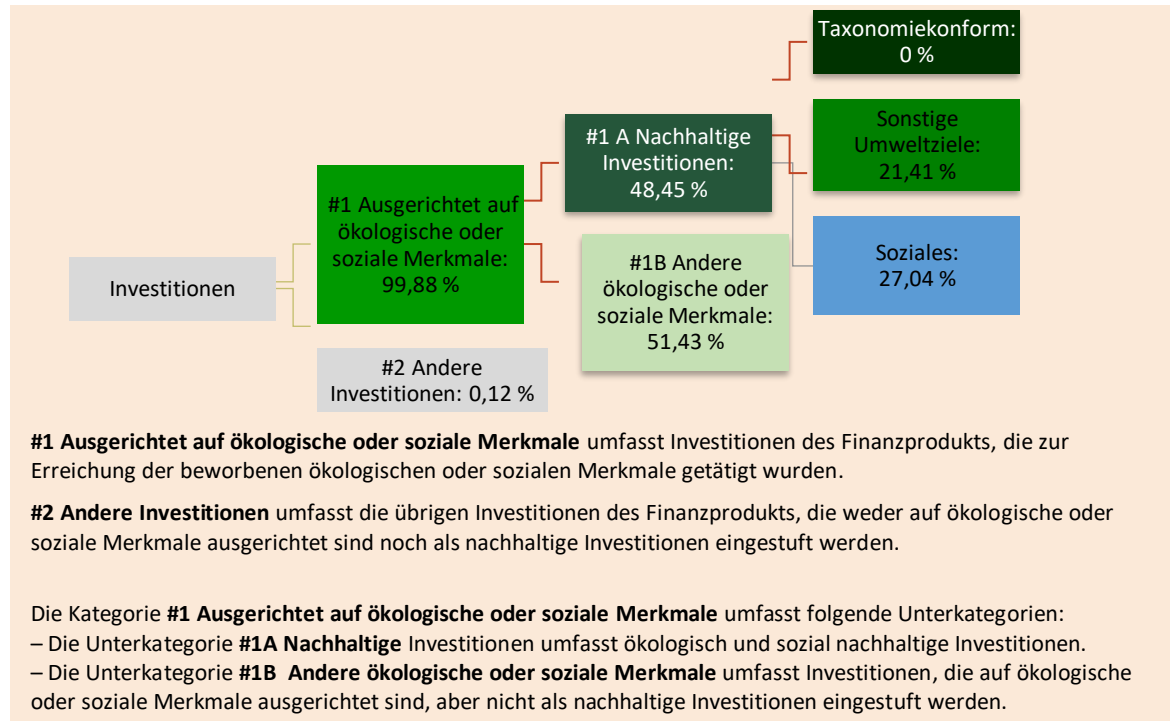 Taxonomiekonform:
0 %
#1 A Nachhaltige
Investitionen:
48,45 %
Sonstige
Umweltziele:
21,41 %
#1 Ausgerichtet auf
ökologische oder
soziale Merkmale:
99,88 %
Investitionen
#1B Andere
ökologische oder
soziale Merkmale:
51,43 %
Soziales:
27,04 %
#2 Andere
Investitionen: 0,12 %
#1 Ausgerichtet auf ökologische oder soziale Merkmale umfasst Investitionen des Finanzprodukts, die zur
Erreichung der beworbenen ökologischen oder sozialen Merkmale getätigt wurden.
#2 Andere Investitionen umfasst die übrigen Investitionen des Finanzprodukts, die weder auf ökologische oder
soziale Merkmale ausgerichtet sind noch als nachhaltige Investitionen eingestuft werden.
Die Kategorie #1 Ausgerichtet auf ökologische oder soziale Merkmale umfasst folgende Unterkategorien:
– Die Unterkategorie #1A Nachhaltige Investitionen umfasst ökologisch und sozial nachhaltige Investitionen.
– Die Unterkategorie #1B Andere ökologische oder soziale Merkmale umfasst Investitionen, die auf ökologische
oder soziale Merkmale ausgerichtet sind, aber nicht als nachhaltige Investitionen eingestuft werden.